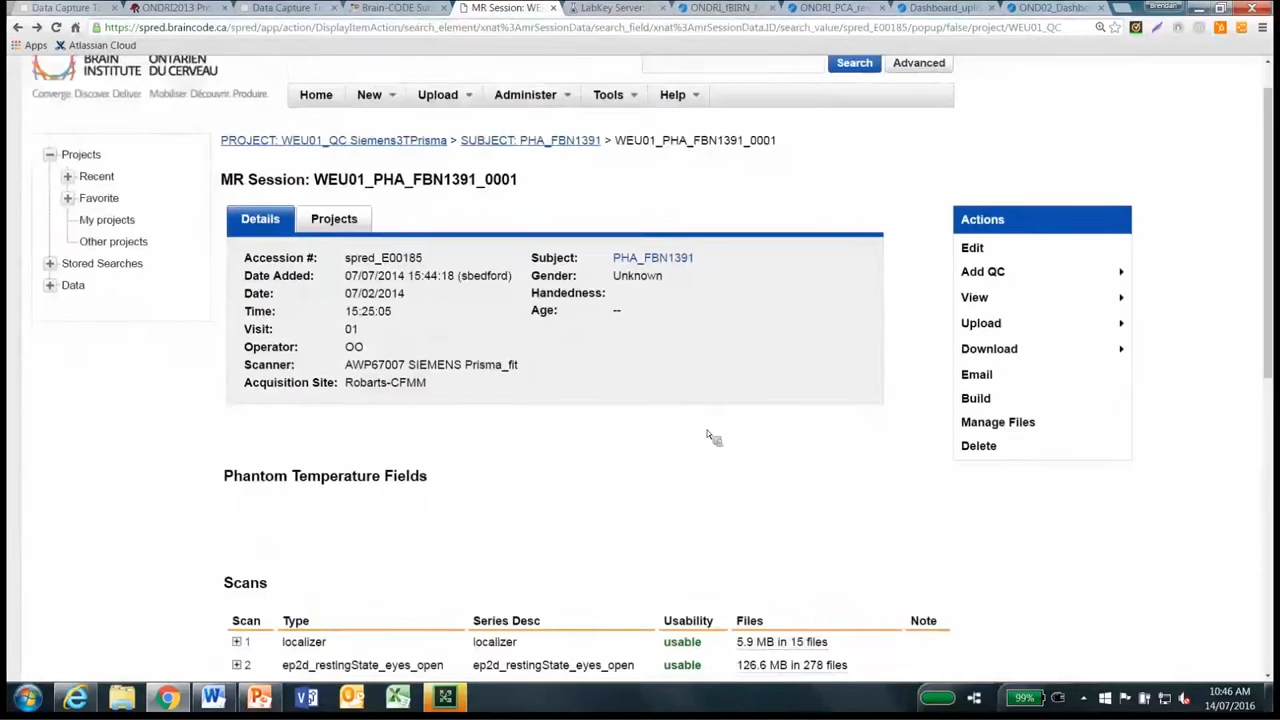 Data Capture T
ONDRI2013 Pre
Data Capture T
Brain-CODE Sui
MR Session: WE
LabKey Server:
ONDRI_fBIRN_
ONDRI_PCA_re
Dashboard_upl
OND02_Dashbo
Brendan
https://spred.braincode.ca/spred/app/action/DisplayItemAction/search_element/xnat%3AmrSessionData/search_field/xnat%3AmrSessionData.ID/search_value/spred_E00185/popup/false/project/WEU01_QC
Apps Atlassian Cloud
BRAIN INSTITUTE
ONTARIEN DU CERVEAU
Converge. Discover. Deliver. Mobiliser. Découvrir. Produire.
Search Advanced
Home New Upload Administer Tools Help
Projects
Recent
Favorite
My projects
Other projects
Stored Searches
Data
PROJECT: WEU01_QC Siemens3TPrisma > SUBJECT: PHA_FBN1391 > WEU01_PHA_FBN1391_0001
MR Session: WEU01_PHA_FBN1391_0001
Details Projects
Accession #: spred_E00185
Date Added: 07/07/2014 15:44:18 (sbedford)
Date: 07/02/2014
Time: 15:25:05
Visit: 01
Operator: OO
Scanner: AWP67007 SIEMENS Prisma_fit
Acquisition Site: Robarts-CFMM
Subject: PHA_FBN1391
Gender: Unknown
Handedness:
Age: --
Actions
Edit
Add QC
View
Upload
Download
Email
Build
Manage Files
Delete
Phantom Temperature Fields
Scans
Scan Type Series Desc Usability Files Note
1 localizer localizer usable 5.9 MB in 15 files
2 ep2d_restingState_eyes_open ep2d_restingState_eyes_open usable 126.6 MB in 278 files
99%
10:46 AM
14/07/2016